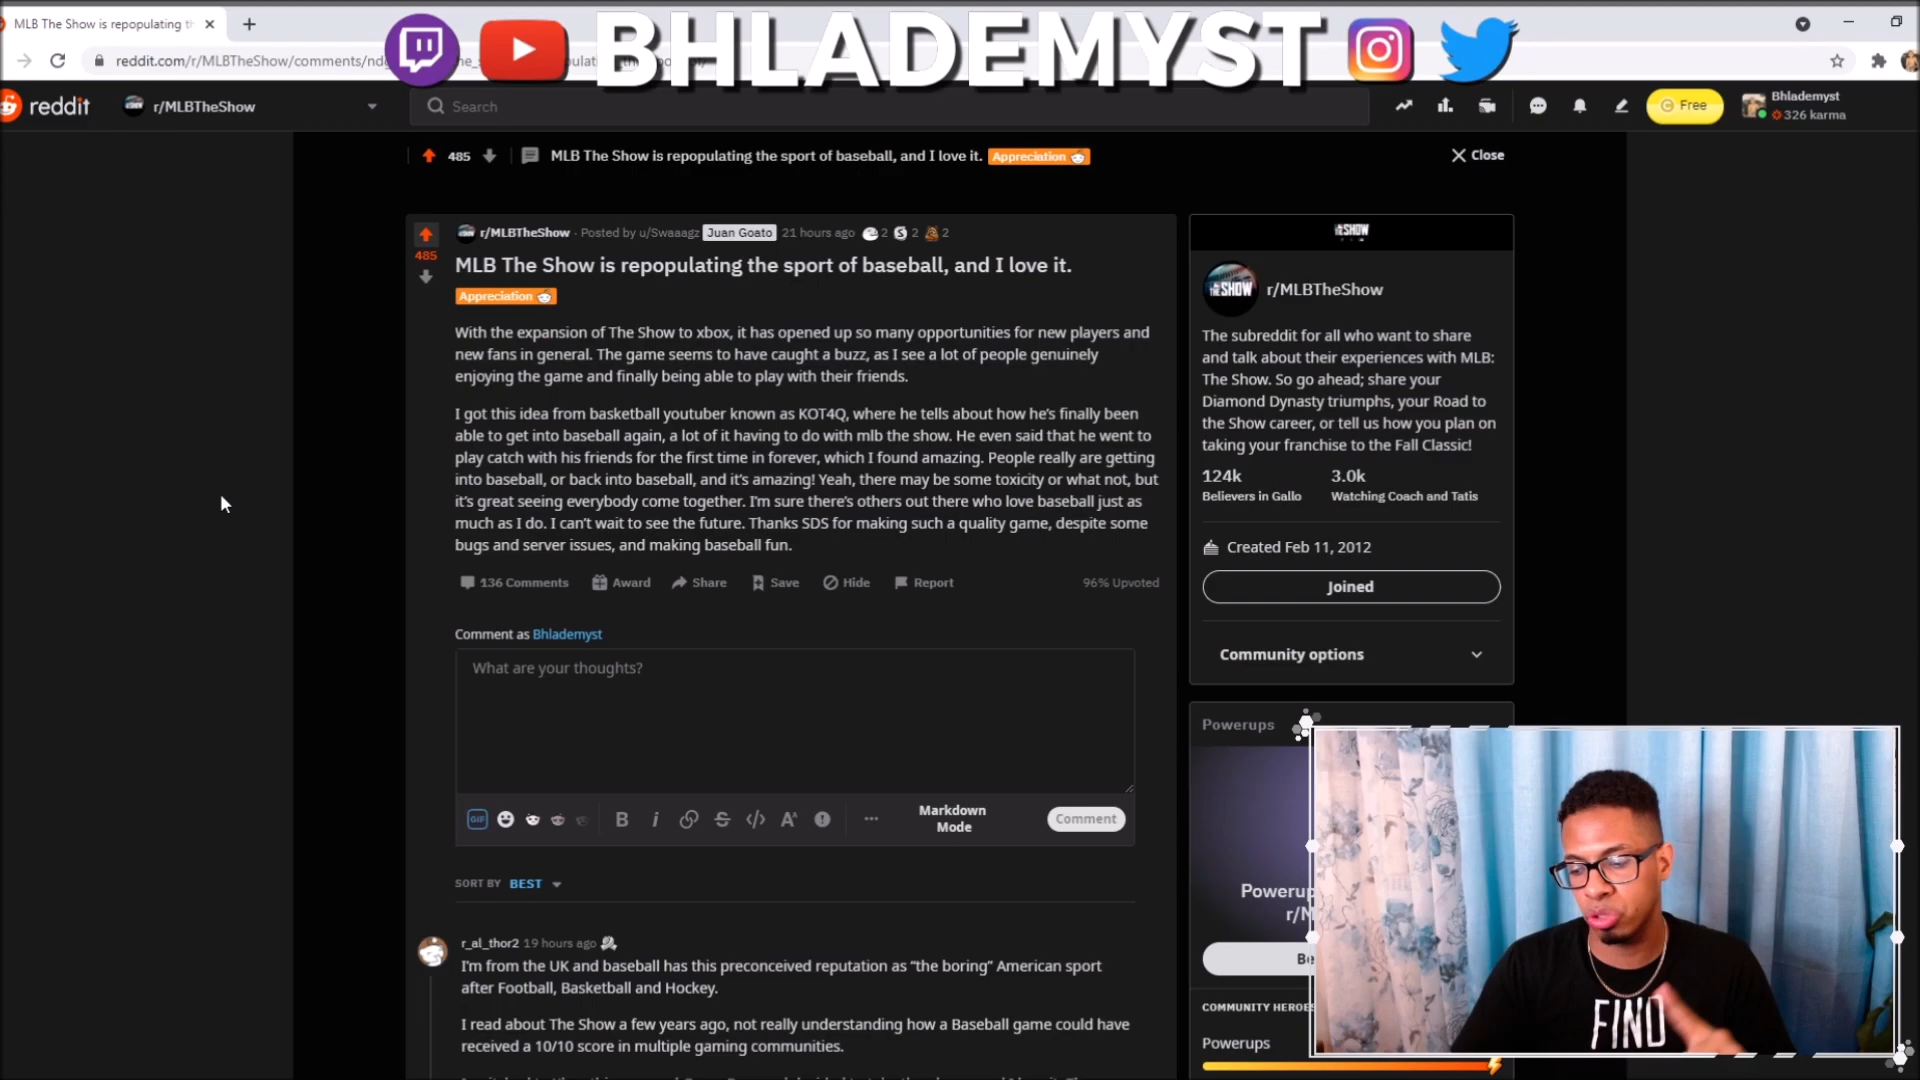 MLB The Show is repopulating th
BHLADEMYST
reddit.com/r/MLBTheShow/comments/nd
reddit
r/MLBTheShow
Search
Free
Bhlademyst
326 karma
485
MLB The Show is repopulating the sport of baseball, and I love it.
Appreciation
Close
r/MLBTheShow · Posted by u/Swaaagz Juan Goato 21 hours ago 2 2 2
485
MLB The Show is repopulating the sport of baseball, and I love it.
Appreciation
With the expansion of The Show to xbox, it has opened up so many opportunities for new players and
new fans in general. The game seems to have caught a buzz, as I see a lot of people genuinely
enjoying the game and finally being able to play with their friends.
I got this idea from basketball youtuber known as KOT4Q, where he tells about how he's finally been
able to get into baseball again, a lot of it having to do with mlb the show. He even said that he went to
play catch with his friends for the first time in forever, which I found amazing. People really are getting
into baseball, or back into baseball, and it's amazing! Yeah, there may be some toxicity or what not, but
it's great seeing everybody come together. I'm sure there's others out there who love baseball just as
much as I do. I can't wait to see the future. Thanks SDS for making such a quality game, despite some
bugs and server issues, and making baseball fun.
136 Comments
Award
Share
Save
Hide
Report
96% Upvoted
Comment as Bhlademyst
What are your thoughts?
GIF
B
i
Markdown
Mode
Comment
SORT BY BEST
r_al_thor2 19 hours ago
I'm from the UK and baseball has this preconceived reputation as "the boring" American sport
after Football, Basketball and Hockey.
I read about The Show a few years ago, not really understanding how a Baseball game could have
received a 10/10 score in multiple gaming communities.
THE SHOW
THE SHOW
r/MLBTheShow
The subreddit for all who want to share
and talk about their experiences with MLB:
The Show. So go ahead; share your
Diamond Dynasty triumphs, your Road to
the Show career, or tell us how you plan on
taking your franchise to the Fall Classic!
124k
Believers in Gallo
3.0k
Watching Coach and Tatis
Created Feb 11, 2012
Joined
Community options
Powerups
Powerup
r/M
Be
COMMUNITY HEROES
Powerups
FIND